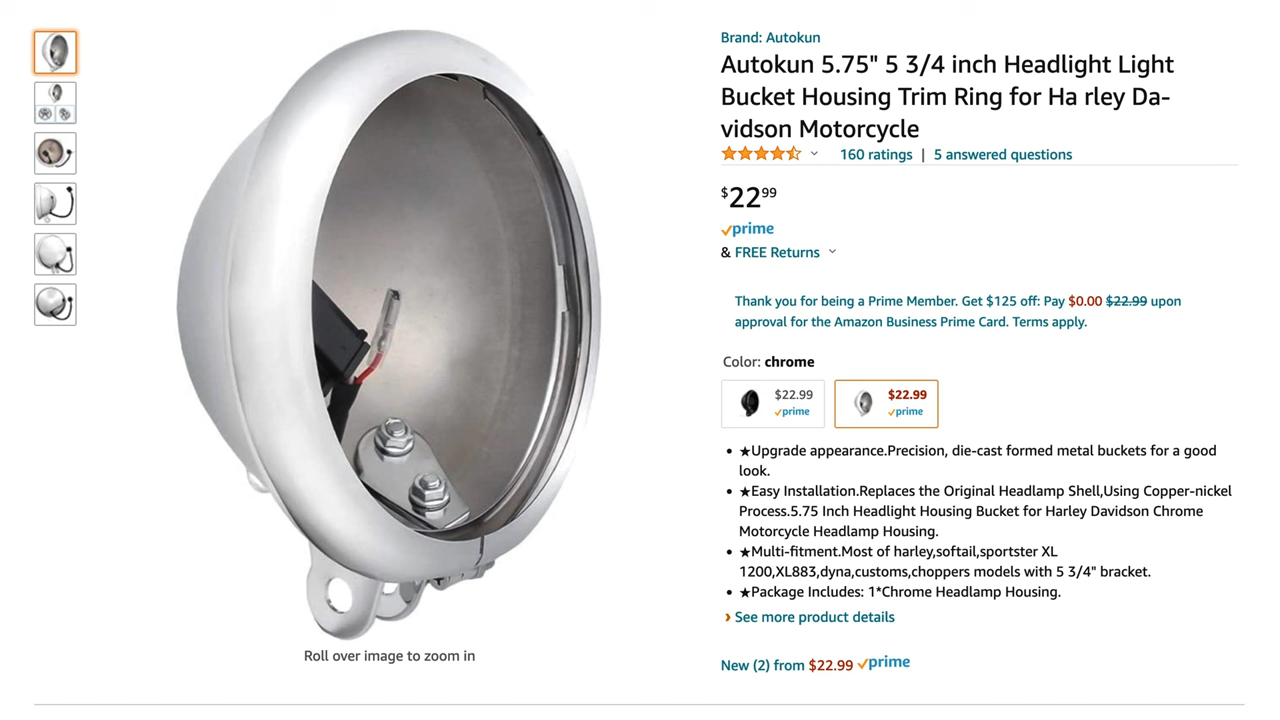 Brand: Autokun
Autokun 5.75" 5 3/4 inch Headlight Light
Bucket Housing Trim Ring for Ha rley Da-
vidson Motorcycle
160 ratings | 5 answered questions
$22.99
prime
& FREE Returns
Thank you for being a Prime Member. Get $125 off: Pay $0.00 $22.99 upon
approval for the Amazon Business Prime Card. Terms apply.
Color: chrome
$22.99 $22.99
prime prime
• ★Upgrade appearance.Precision, die-cast formed metal buckets for a good
look.
• ★Easy Installation.Replaces the Original Headlamp Shell,Using Copper-nickel
Process.5.75 Inch Headlight Housing Bucket for Harley Davidson Chrome
Motorcycle Headlamp Housing.
• ★Multi-fitment.Most of harley,softail,sportster XL
1200,XL883,dyna,customs,choppers models with 5 3/4" bracket.
• ★Package Includes: 1*Chrome Headlamp Housing.
› See more product details
Roll over image to zoom in
New (2) from $22.99 prime